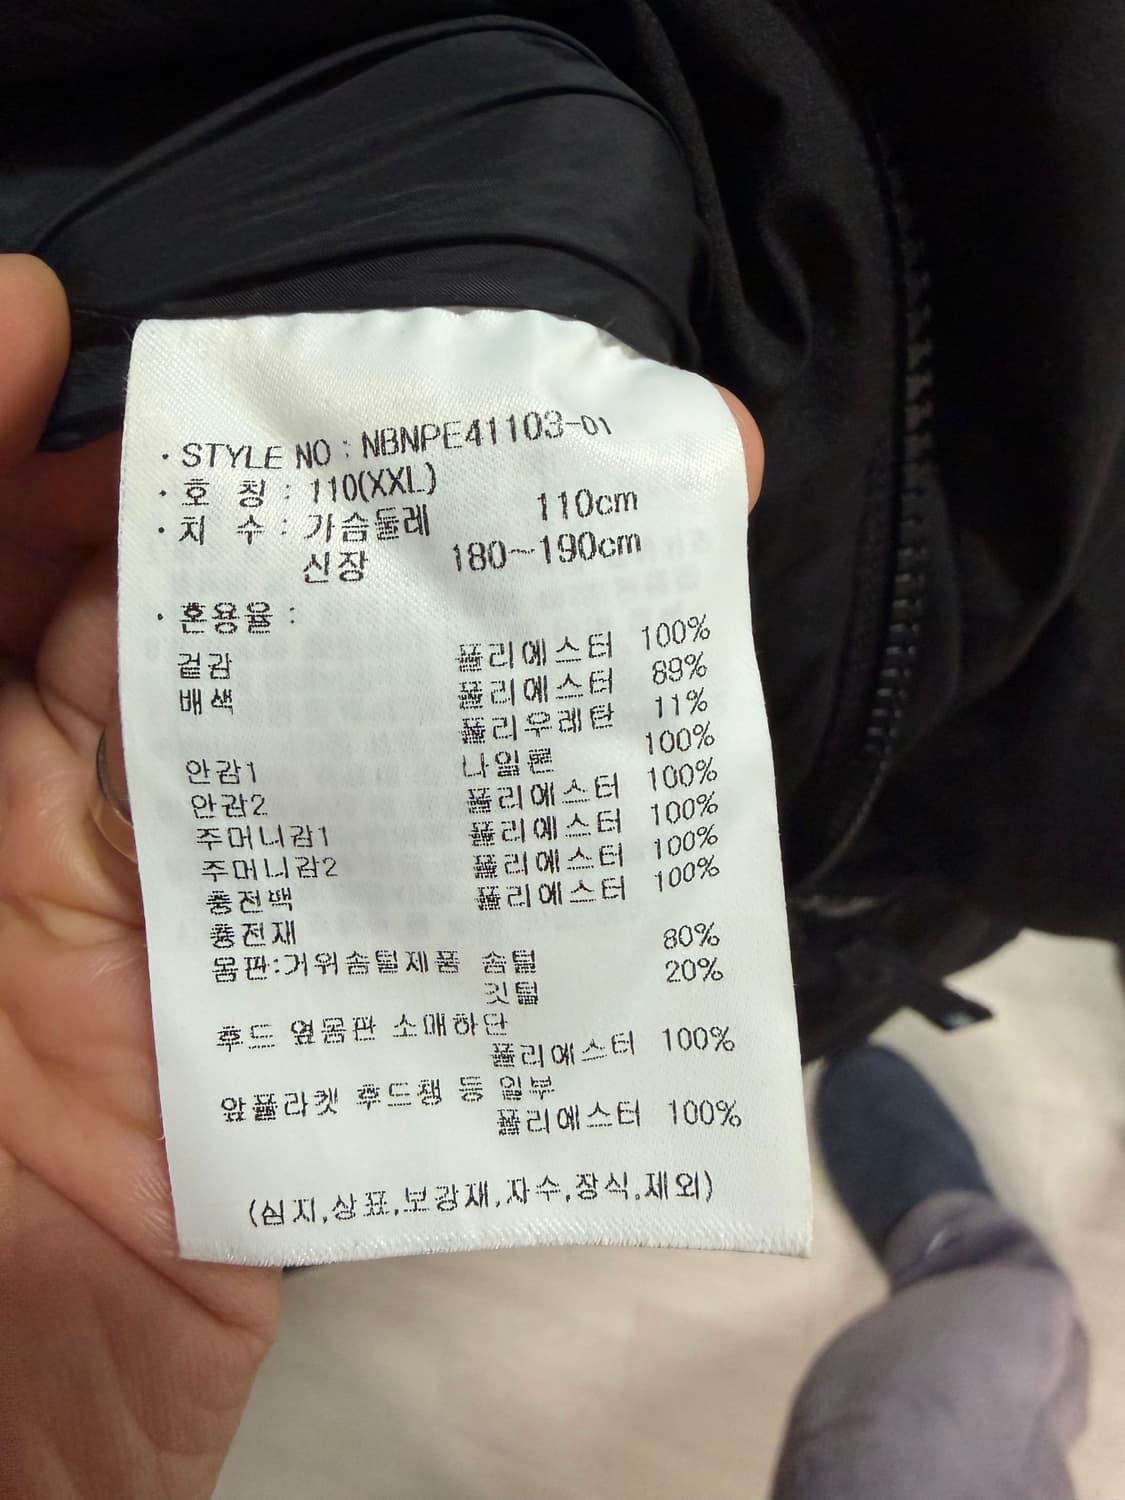 · STYLE NO : NBNPE41103-01
· 호 칭 : 110(XXL)
· 치 수 : 가슴둘레 110cm
신장 180~190cm
· 혼용율 :
겉감 폴리에스터 100%
배색 폴리에스터 89%
폴리우레탄 11%
안감1 나일론 100%
안감2 폴리에스터 100%
주머니감1 폴리에스터 100%
주머니감2 폴리에스터 100%
충전백 폴리에스터 100%
충전재
몸판:거위솜털제품 솜털 80%
깃털 20%
후드 옆몸판 소매하단
폴리에스터 100%
앞플라켓 후드챙 등 일부
폴리에스터 100%
(심지,상표,보강재,자수,장식,제외)